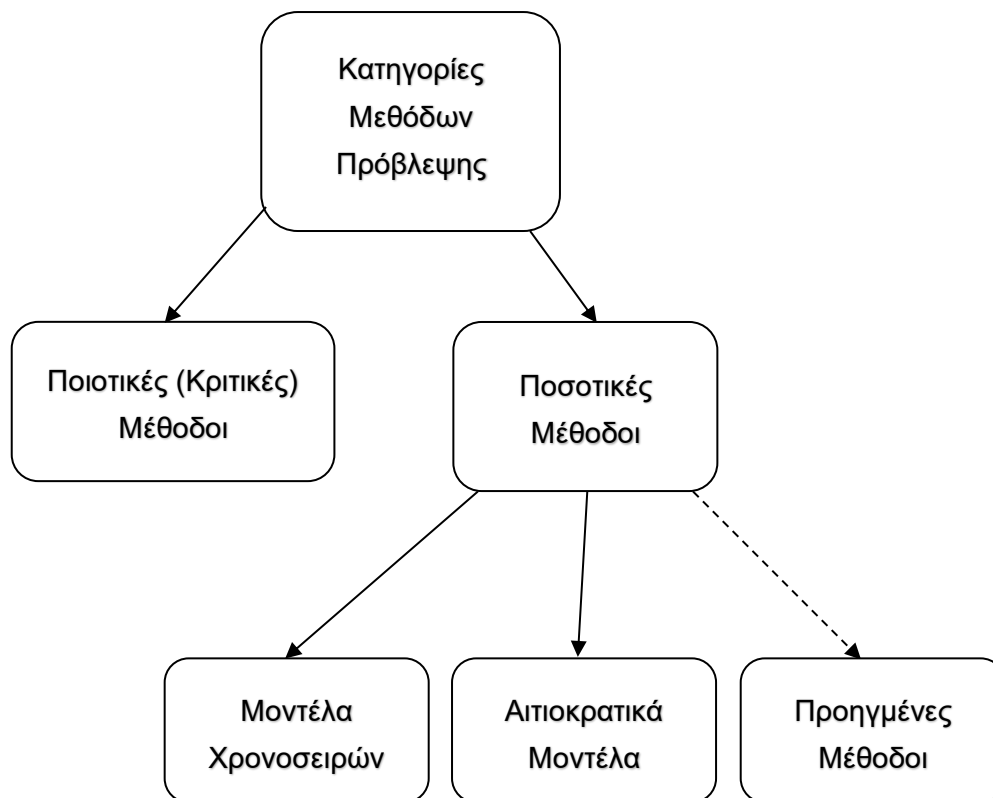 Κατηγορίες
Μεθόδων
Πρόβλεψης
Ποιοτικές (Κριτικές)
Μέθοδοι
Ποσοτικές
Μέθοδοι
Μοντέλα
Χρονοσειρών
Αιτιοκρατικά
Μοντέλα
Προηγμένες
Μέθοδοι